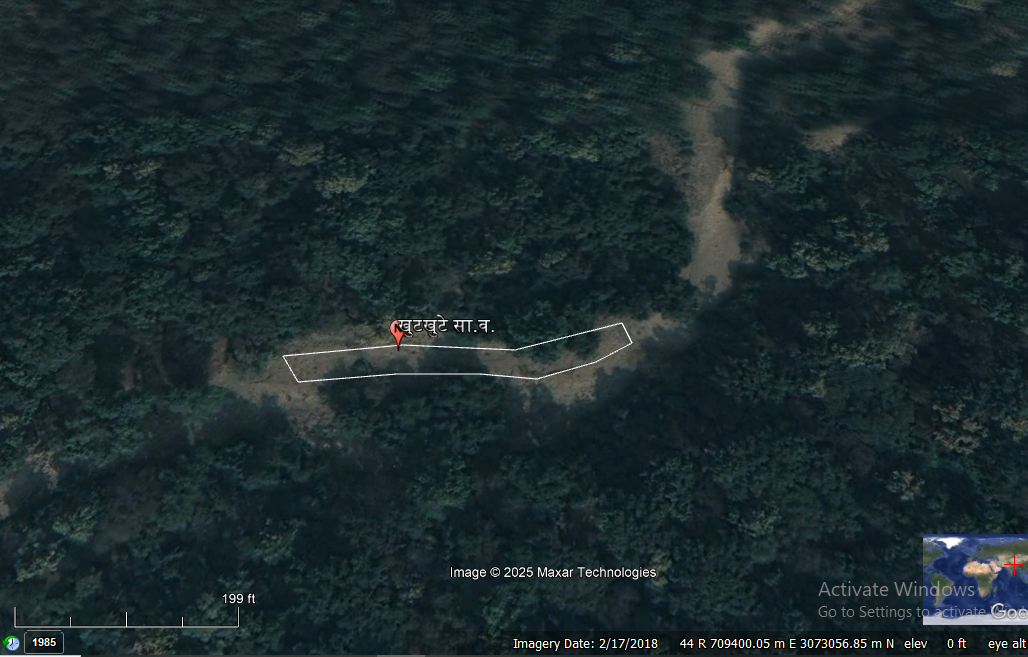 खुटखुटे सा.व.
Image © 2025 Maxar Technologies
199 ft
Activate Windows
Go to Settings to activate
1985
Imagery Date: 2/17/2018 44 R 709400.05 m E 3073056.85 m N elev 0 ft eye alt